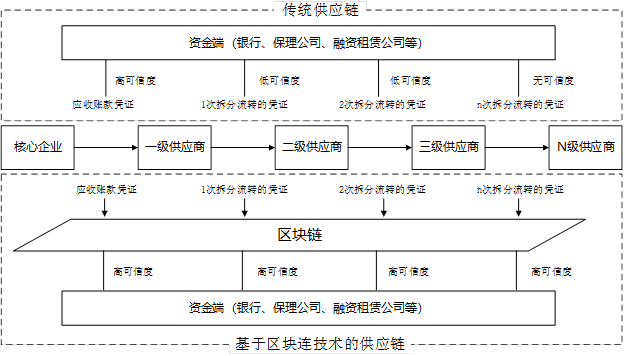 传统供应链
资金端（银行、保理公司、融资租赁公司等）
高可信度 低可信度 低可信度 无可信度
应收账款凭证 1次拆分流转的凭证 2次拆分流转的凭证 n次拆分流转的凭证
核心企业 一级供应商 二级供应商 三级供应商 N级供应商
应收账款凭证 1次拆分流转的凭证 2次拆分流转的凭证 n次拆分流转的凭证
区块链
高可信度 高可信度 高可信度 高可信度
资金端（银行、保理公司、融资租赁公司等）
基于区块连技术的供应链